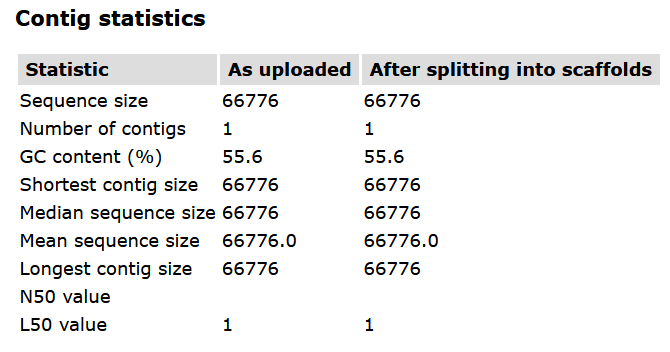 Contig statistics
Statistic As uploaded After splitting into scaffolds
Sequence size 66776 66776
Number of contigs 1 1
GC content (%) 55.6 55.6
Shortest contig size 66776 66776
Median sequence size 66776 66776
Mean sequence size 66776.0 66776.0
Longest contig size 66776 66776
N50 value
L50 value 1 1